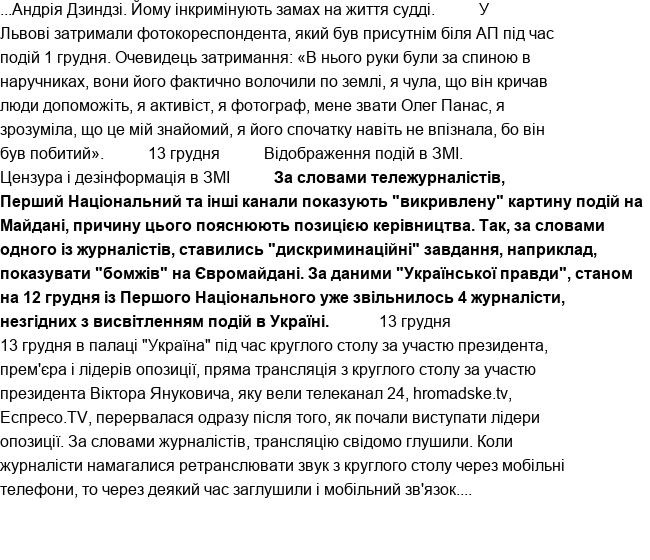 ...Андрія Дзиндзі. Йому інкримінують замах на життя судді. У
Львові затримали фотокореспондента, який був присутнім біля АП під час
подій 1 грудня. Очевидець затримання: «В нього руки були за спиною в
наручниках, вони його фактично волочили по землі, я чула, що він кричав
люди допоможіть, я активіст, я фотограф, мене звати Олег Панас, я
зрозуміла, що це мій знайомий, я його спочатку навіть не впізнала, бо він
був побитий». 13 грудня Відображення подій в ЗМІ.
Цензура і дезінформація в ЗМІ За словами тележурналістів,
Перший Національний та інші канали показують "викривлену" картину подій на
Майдані, причину цього пояснюють позицією керівництва. Так, за словами
одного із журналістів, ставились "дискриминаційні" завдання, наприклад,
показувати "бомжів" на Євромайдані. За даними "Української правди", станом
на 12 грудня із Першого Національного уже звільнилось 4 журналісти,
незгідних з висвітленням подій в Україні. 13 грудня
13 грудня в палаці "Україна" під час круглого столу за участю президента,
прем'єра і лідерів опозиції, пряма трансляція з круглого столу за участю
президента Віктора Януковича, яку вели телеканал 24, hromadske.tv,
Еспресо.TV, перервалася одразу після того, як почали виступати лідери
опозиції. За словами журналістів, трансляцію свідомо глушили. Коли
журналісти намагалися ретранслювати звук з круглого столу через мобільні
телефони, то через деякий час заглушили і мобільний зв'язок....